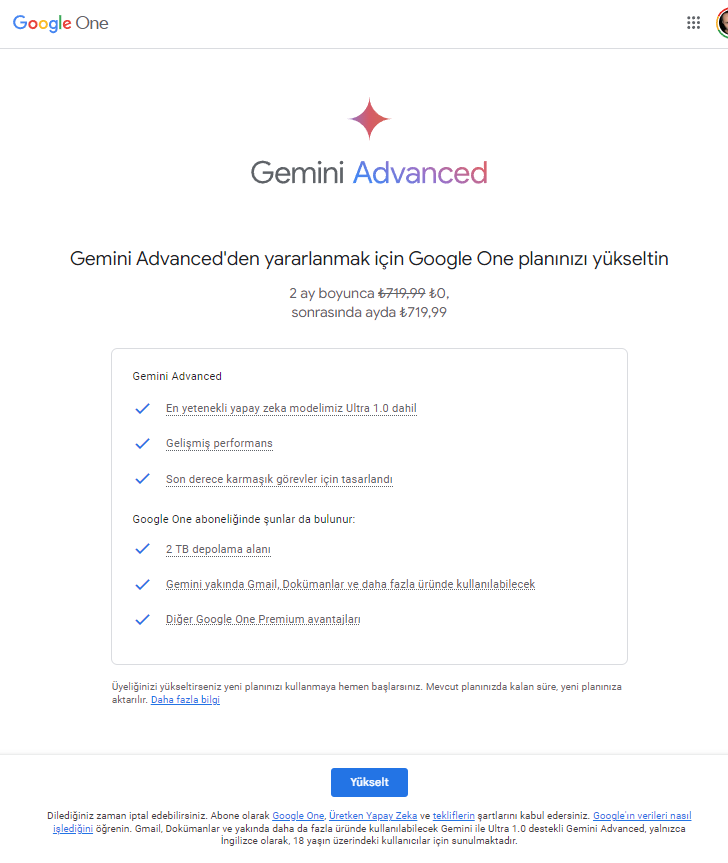 Google One
Gemini Advanced
Gemini Advanced'den yararlanmak için Google One planınızı yükseltin
2 ay boyunca ₺719,99 ₺0,
sonrasında ayda ₺719,99
Gemini Advanced
En yetenekli yapay zeka modelimiz Ultra 1.0 dahil
Gelişmiş performans
Son derece karmaşık görevler için tasarlandı
Google One aboneliğinde şunlar da bulunur:
2 TB depolama alanı
Gemini yakında Gmail, Dokümanlar ve daha fazla üründe kullanılabilecek
Diğer Google One Premium avantajları
Üyeliğinizi yükseltirseniz yeni planınızı kullanmaya hemen başlarsınız. Mevcut planınızda kalan süre, yeni planınıza
aktarılır. Daha fazla bilgi
Yükselt
Dilediğiniz zaman iptal edebilirsiniz. Abone olarak Google One, Üretken Yapay Zeka ve tekliflerin şartlarını kabul edersiniz. Google'ın verileri nasıl
işlediğini öğrenin. Gmail, Dokümanlar ve yakında daha da fazla üründe kullanılabilecek Gemini ile Ultra 1.0 destekli Gemini Advanced, yalnızca
İngilizce olarak, 18 yaşın üzerindeki kullanıcılar için sunulmaktadır.